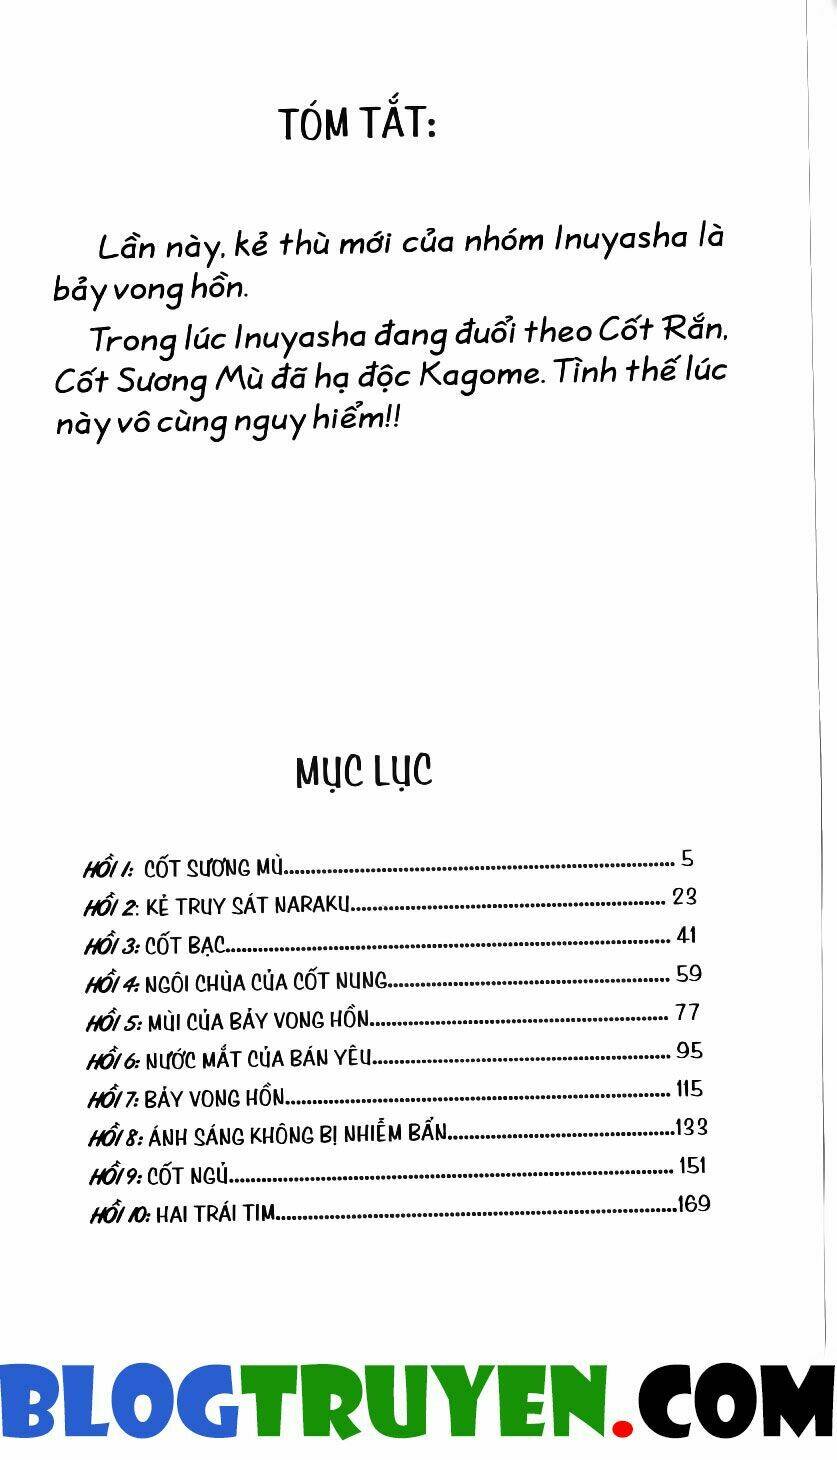 TÓM TẮT:
Lần này, kẻ thù mới của nhóm Inuyasha là
bảy vong hồn.
Trong lúc Inuyasha đang đuổi theo Cốt Rắn,
Cốt Sương Mù đã hạ độc Kagome. Tình thế lúc
này vô cùng nguy hiểm!!
MỤC LỤC
HỒI 1: CỐT SƯƠNG MÙ........................ 5
HỒI 2: KẺ TRUY SÁT NARAKU........................ 23
HỒI 3: CỐT BẠC........................ 41
HỒI 4: NGÔI CHÙA CỦA CỐT NUNG........................ 59
HỒI 5: MÙI CỦA BẢY VONG HỒN........................ 77
HỒI 6: NƯỚC MẮT CỦA BÁN YÊU........................ 95
HỒI 7: BẢY VONG HỒN........................ 115
HỒI 8: ÁNH SÁNG KHÔNG BỊ NHIỄM BẨN........................133
HỒI 9: CỐT NGỦ........................ 151
HỒI 10: HAI TRÁI TIM........................169
BLOGTRUYEN.COM